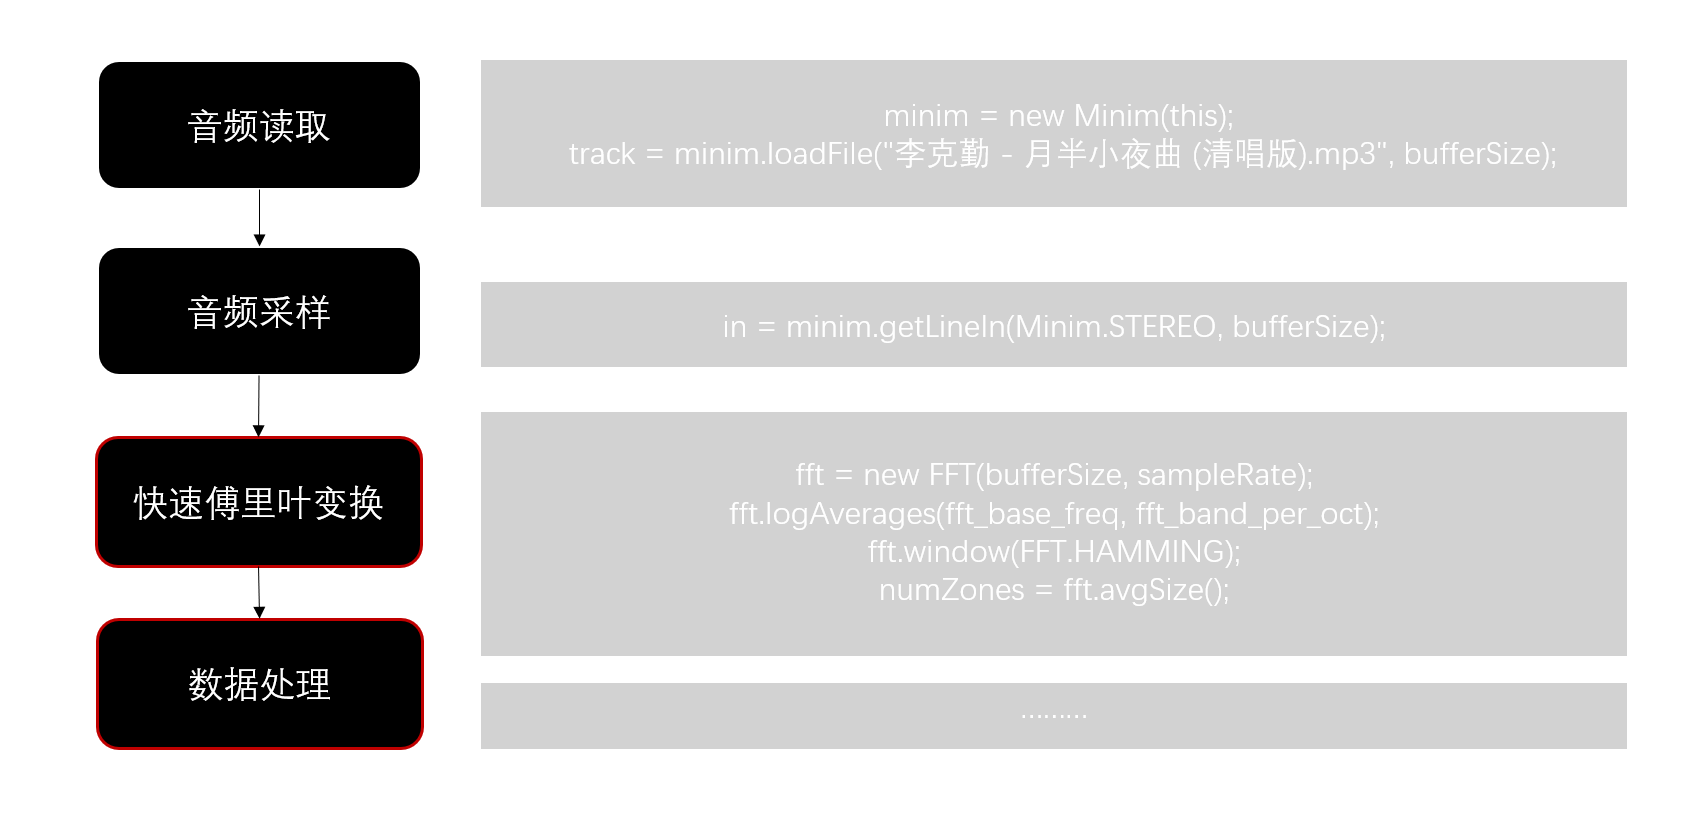 音频读取
minim = new Minim(this);
track = minim.loadFile("李克勤 - 月半小夜曲 (清唱版).mp3", bufferSize);
音频采样
in = minim.getLineIn(Minim.STEREO, bufferSize);
快速傅里叶变换
fft = new FFT(bufferSize, sampleRate);
fft.logAverages(fft_base_freq, fft_band_per_oct);
fft.window(FFT.HAMMING);
numZones = fft.avgSize();
数据处理
………